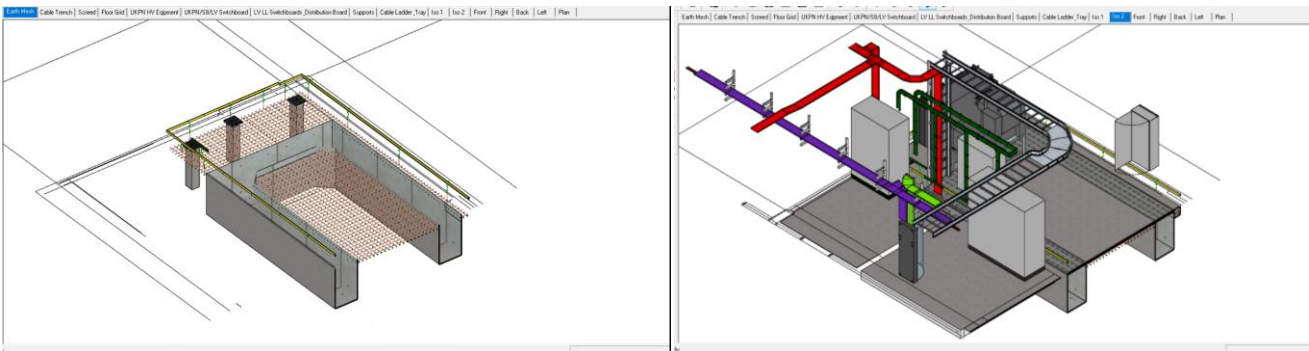 Earth Mesh Cable Trench Screed Floor Grid UKPN HV Eqipment UKPN/SB/LV Switchboard LV LL Switchboards_Distribution Board Supports Cable Ladder_Tray Iso 1 Iso 2 Front Right Back Left Plan
Earth Mesh Cable Trench Screed Floor Grid UKPN HV Eqipment UKPN/SB/LV Switchboard LV LL Switchboards_Distribution Board Supports Cable Ladder_Tray Iso 1 Iso 2 Front Right Back Left Plan